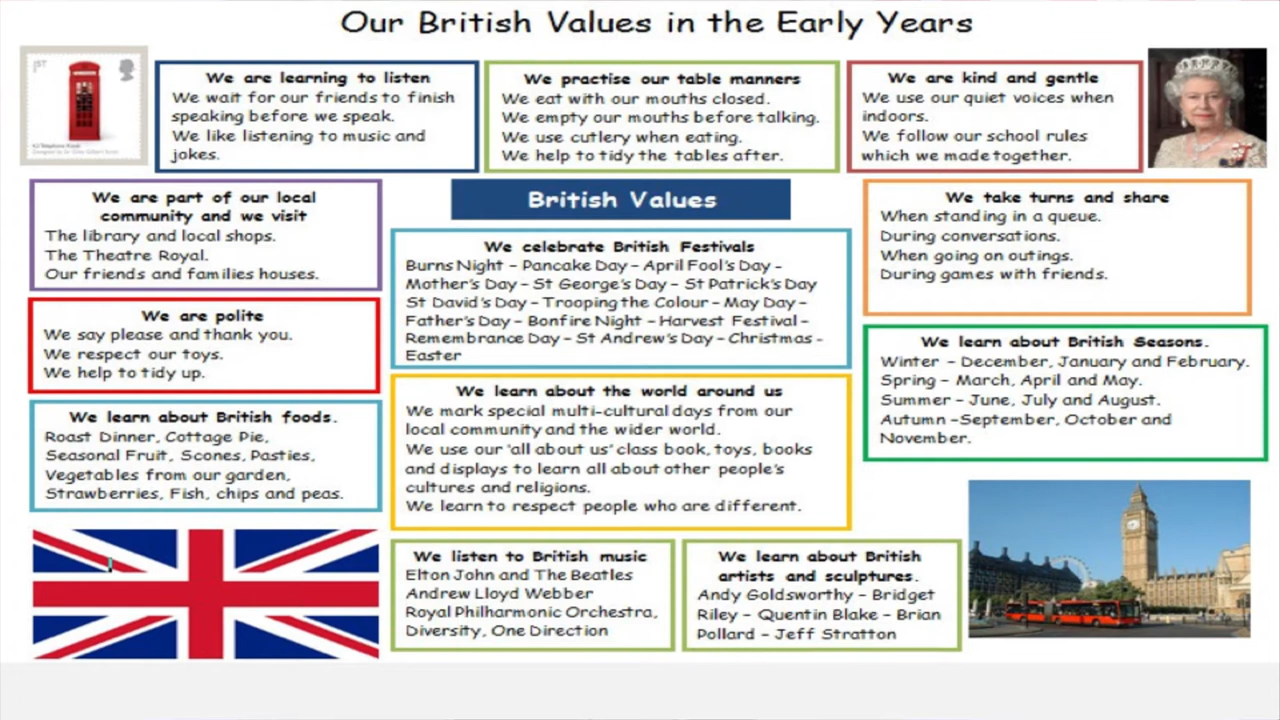 Our British Values in the Early Years
1ST
We are learning to listen
We wait for our friends to finish
speaking before we speak.
We like listening to music and
jokes.
We practise our table manners
We eat with our mouths closed.
We empty our mouths before talking.
We use cutlery when eating.
We help to tidy the tables after.
We are kind and gentle
We use our quiet voices when
indoors.
We follow our school rules
which we made together.
We are part of our local
community and we visit
The library and local shops.
The Theatre Royal.
Our friends and families houses.
British Values
We take turns and share
When standing in a queue.
During conversations.
When going on outings.
During games with friends.
We celebrate British Festivals
Burns Night – Pancake Day – April Fool's Day –
Mother's Day – St George's Day – St Patrick's Day
St David's Day – Trooping the Colour – May Day –
Father's Day – Bonfire Night – Harvest Festival –
Remembrance Day – St Andrew's Day – Christmas –
Easter
We are polite
We say please and thank you.
We respect our toys.
We help to tidy up.
We learn about British Seasons.
Winter – December, January and February.
Spring – March, April and May.
Summer – June, July and August.
Autumn –September, October and
November.
We learn about the world around us
We mark special multi-cultural days from our
local community and the wider world.
We use our 'all about us' class book, toys, books
and displays to learn all about other people's
cultures and religions.
We learn to respect people who are different.
We learn about British foods.
Roast Dinner, Cottage Pie,
Seasonal Fruit, Scones, Pasties,
Vegetables from our garden,
Strawberries, Fish, chips and peas.
We listen to British music
Elton John and The Beatles
Andrew Lloyd Webber
Royal Philharmonic Orchestra,
Diversity, One Direction
We learn about British
artists and sculptures.
Andy Goldsworthy – Bridget
Riley – Quentin Blake – Brian
Pollard – Jeff Stratton